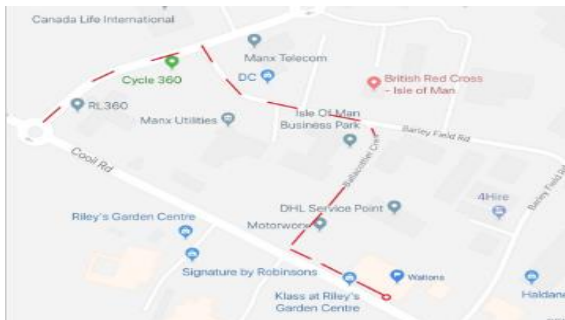 Canada Life International
Manx Telecom
Cycle 360
DC
British Red Cross
- Isle of Man
RL360
Manx Utilities
Isle Of Man
Business Park
Barley Field Rd
Cooil Rd
Barley Field Rd
4Hire
DHL Service Point
Riley's Garden Centre
Motorworx
Signature by Robinsons
Waltons
Klass at Riley's
Garden Centre
Haldane